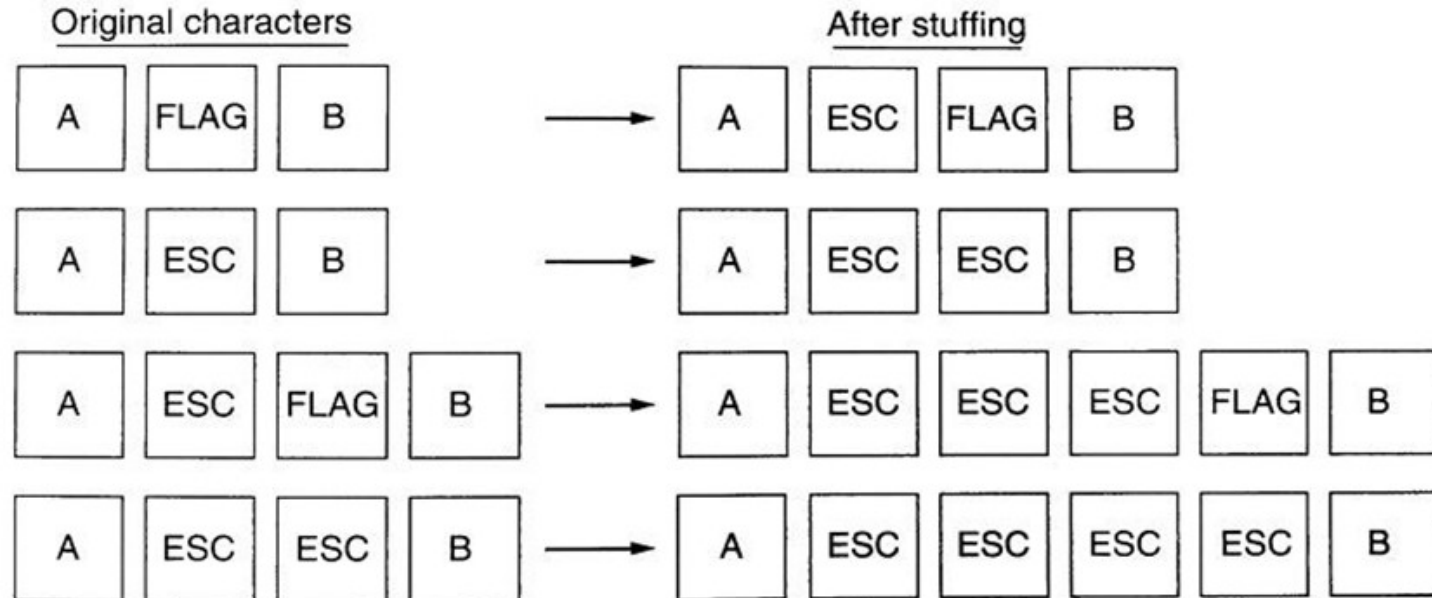 Original characters After stuffing
A FLAG B A ESC FLAG B
A ESC B A ESC ESC B
A ESC FLAG B A ESC ESC ESC FLAG B
A ESC ESC B A ESC ESC ESC ESC B